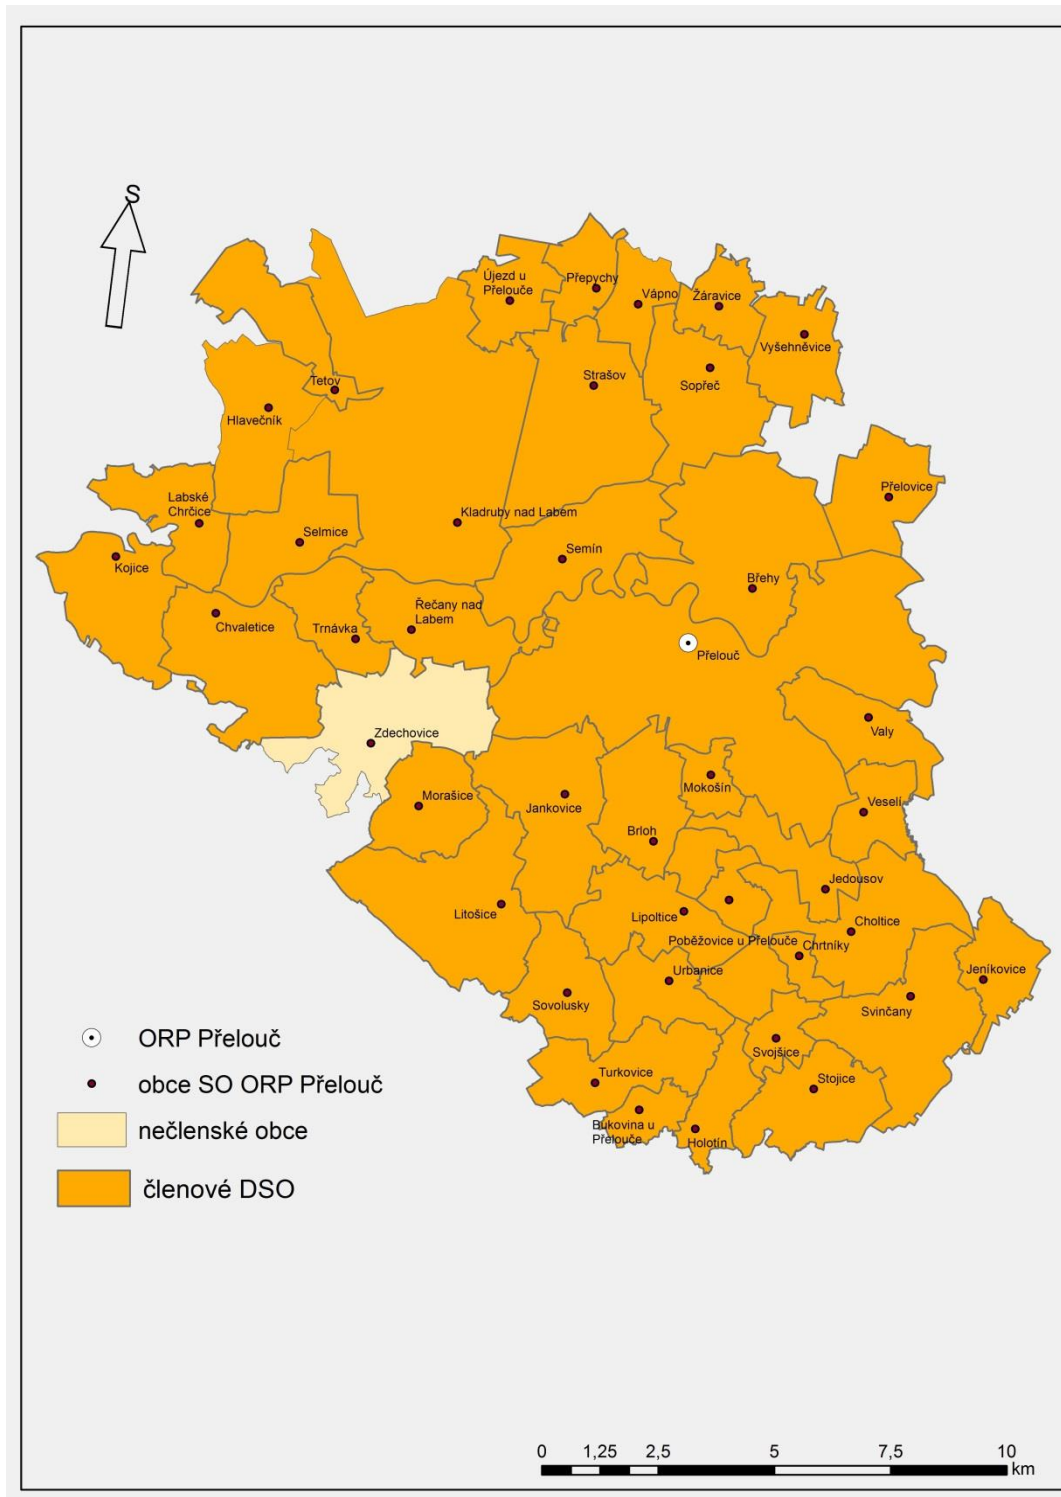 S
Újezd u
Přelouče
Přepychy
Vápno
Žáravice
Vyšehněvice
Tetov
Strašov
Sopřeč
Hlavečník
Přelovice
Labské
Chrčice
Kladruby nad Labem
Selmice
Semín
Kojice
Břehy
Řečany nad
Labem
Chvaletice
Trnávka
Přelouč
Valy
Zdechovice
Mokošín
Morašice
Jankovice
Veselí
Brloh
Jedousov
Litošice
Lipoltice
Choltice
Poběžovice u Přelouče
Chrtníky
Urbanice
Jeníkovice
Sovolusky
Svinčany
Svojšice
Turkovice
Stojice
Bukovina u
Přelouče
Holotín
ORP Přelouč
obce SO ORP Přelouč
nečlenské obce
členové DSO
0 1,25 2,5 5 7,5 10
km